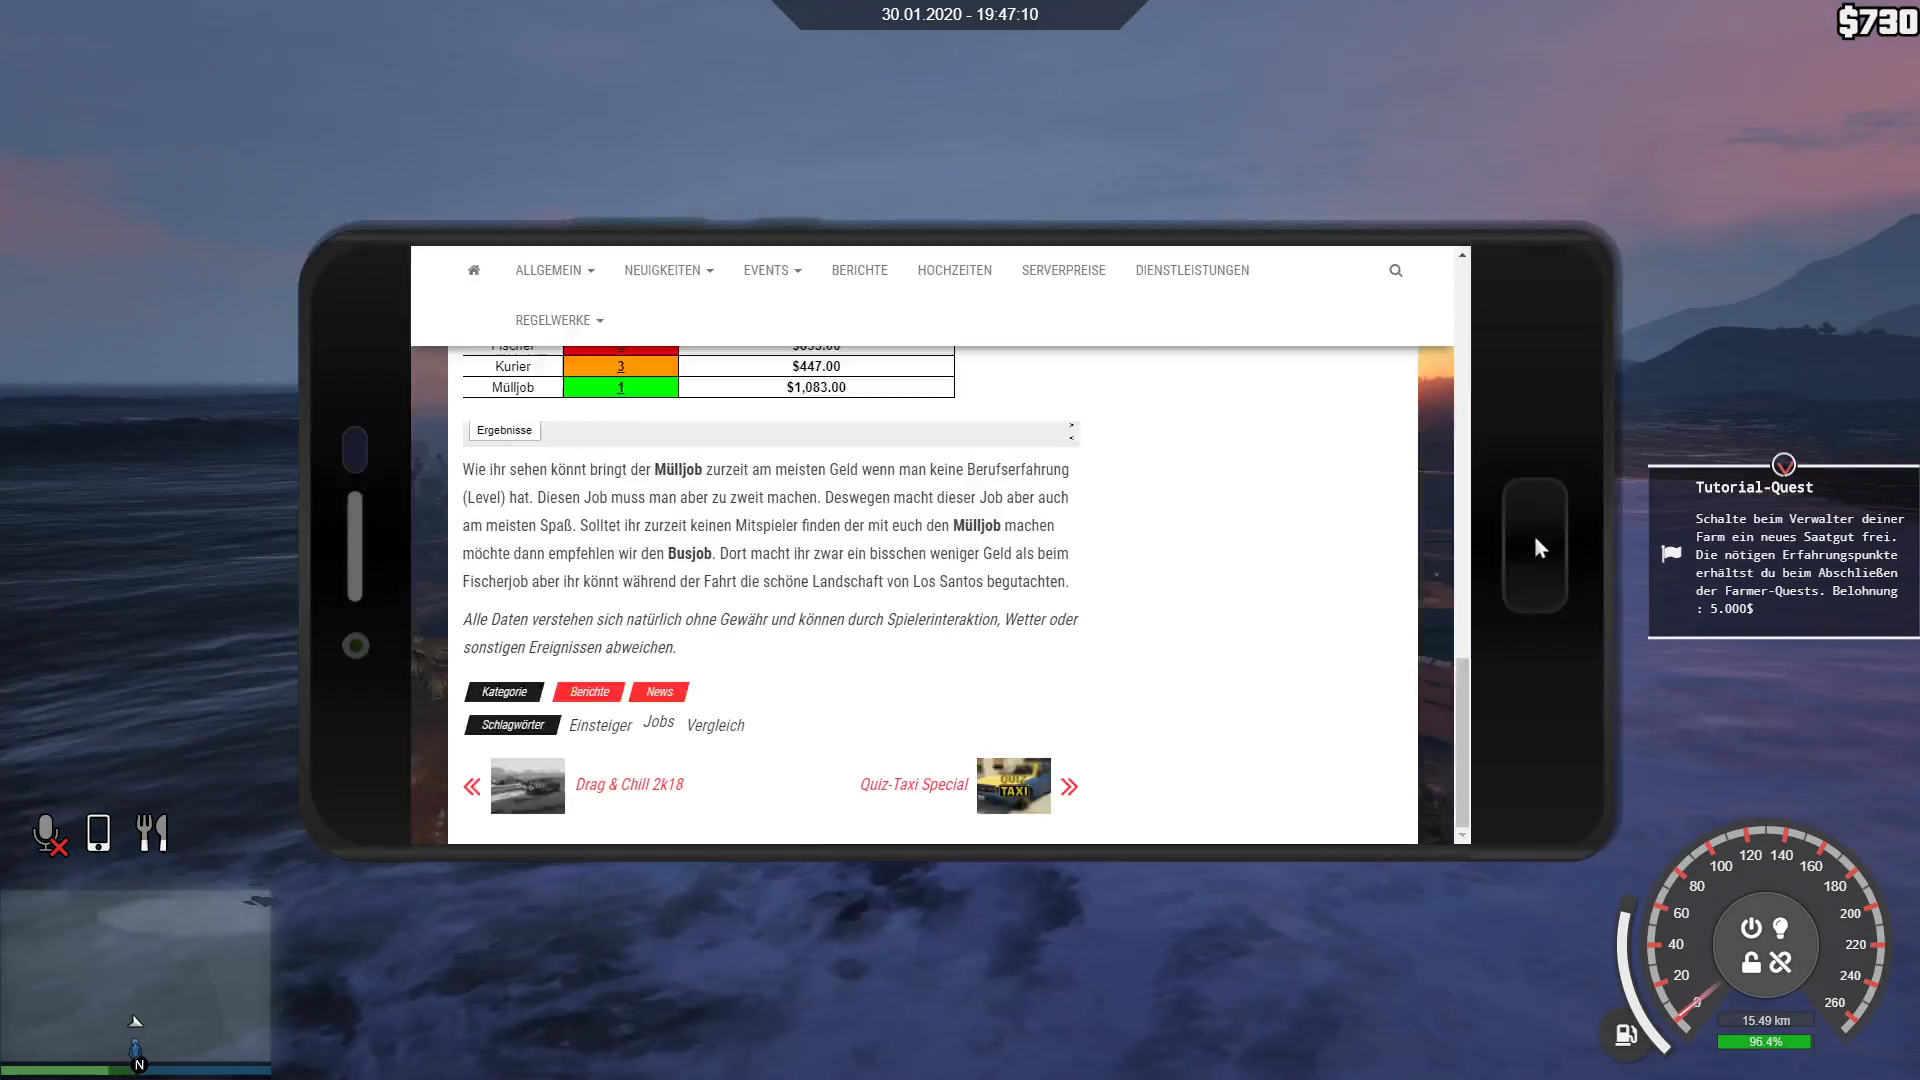 30.01.2020 - 19:47:10
$730
ALLGEMEIN NEUIGKEITEN EVENTS BERICHTE HOCHZEITEN SERVERPREISE DIENSTLEISTUNGEN
REGELWERKE
Fischer
Kurier 3 $447.00
Mülljob 1 $1,083.00
Ergebnisse
Wie ihr sehen könnt bringt der Mülljob zurzeit am meisten Geld wenn man keine Berufserfahrung
(Level) hat. Diesen Job muss man aber zu zweit machen. Deswegen macht dieser Job aber auch
am meisten Spaß. Solltet ihr zurzeit keinen Mitspieler finden der mit euch den Mülljob machen
möchte dann empfehlen wir den Busjob. Dort macht ihr zwar ein bisschen weniger Geld als beim
Fischerjob aber ihr könnt während der Fahrt die schöne Landschaft von Los Santos begutachten.
Alle Daten verstehen sich natürlich ohne Gewähr und können durch Spielerinteraktion, Wetter oder
sonstigen Ereignissen abweichen.
Kategorie Berichte News
Schlagwörter Einsteiger Jobs Vergleich
Drag & Chill 2k18
Quiz-Taxi Special
QUIZ
TAXI
Tutorial-Quest
Schalte beim Verwalter deiner
Farm ein neues Saatgut frei.
Die nötigen Erfahrungspunkte
erhältst du beim Abschließen
der Farmer-Quests. Belohnung
: 5.000$
0 20 40 60 80 100 120 140 160 180 200 220 240 260
15.49 km
96.4%
N